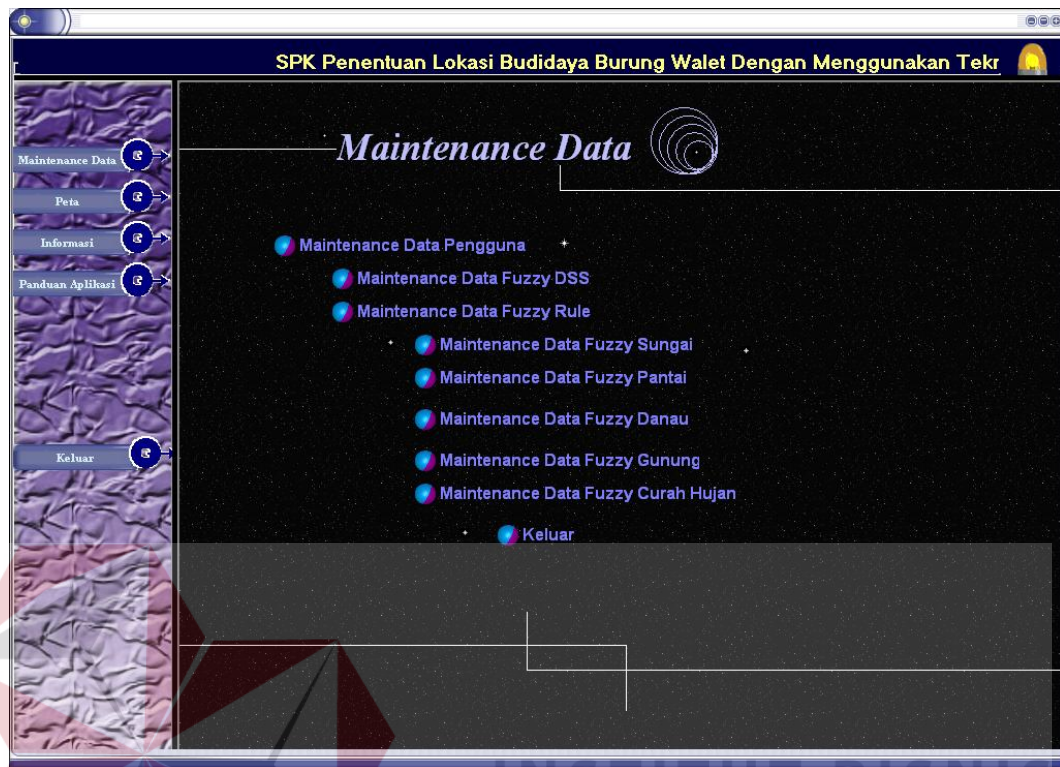 SPK Penentuan Lokasi Budidaya Burung Walet Dengan Menggunakan Tekr
Maintenance Data
Peta
Informasi
Panduan Aplikasi
Keluar
Maintenance Data
Maintenance Data Pengguna
Maintenance Data Fuzzy DSS
Maintenance Data Fuzzy Rule
Maintenance Data Fuzzy Sungai
Maintenance Data Fuzzy Pantai
Maintenance Data Fuzzy Danau
Maintenance Data Fuzzy Gunung
Maintenance Data Fuzzy Curah Hujan
Keluar